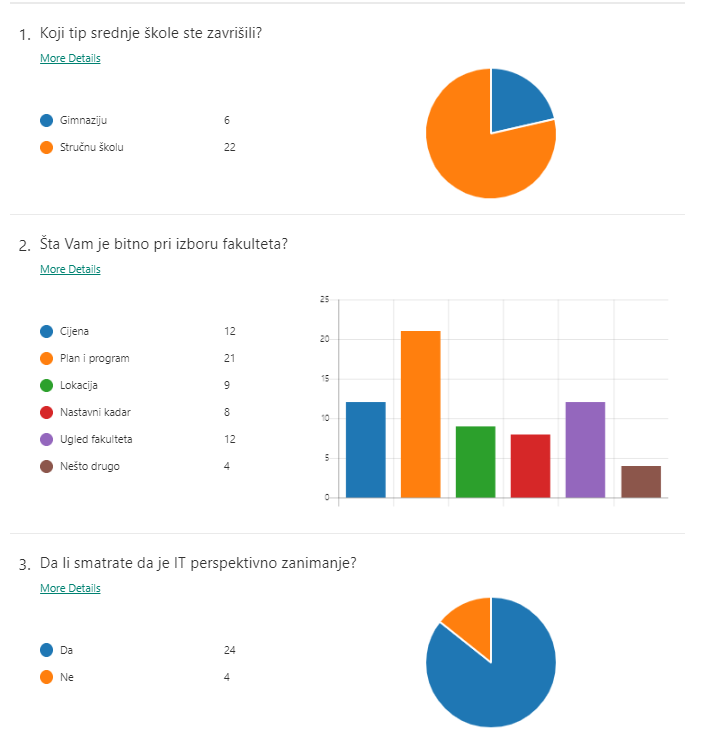 1. Koji tip srednje škole ste zavrišili?
More Details
Gimnaziju 6
Stručnu školu 22
2. Šta Vam je bitno pri izboru fakulteta?
More Details
Cijena 12
Plan i program 21
Lokacija 9
Nastavni kadar 8
Ugled fakulteta 12
Nešto drugo 4
25
20
15
10
5
0
3. Da li smatrate da je IT perspektivno zanimanje?
More Details
Da 24
Ne 4